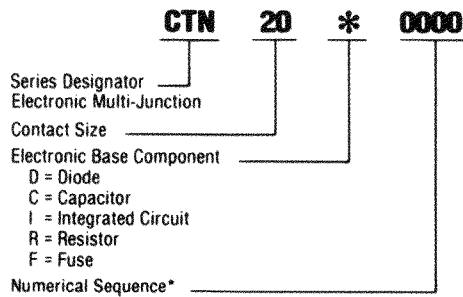 CTN 20 * 0000
Series Designator
Electronic Multi-Junction
Contact Size
Electronic Base Component
D = Diode
C = Capacitor
I = Integrated Circuit
R = Resistor
F = Fuse
Numerical Sequence*